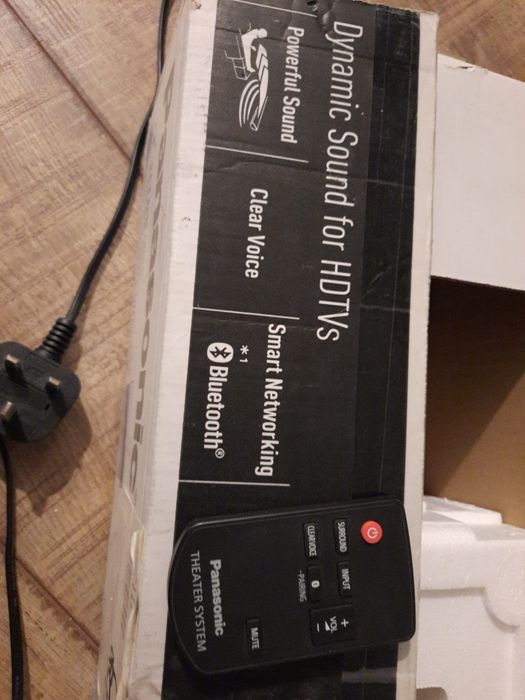 Dynamic Sound for HDTVs
Powerful Sound
Clear Voice
Smart Networking
*1
Bluetooth®
Panasonic
SURROUND
INPUT
+
VOL
-
CLEAR VOICE
-PAIRING
MUTE
Panasonic
THEATER SYSTEM